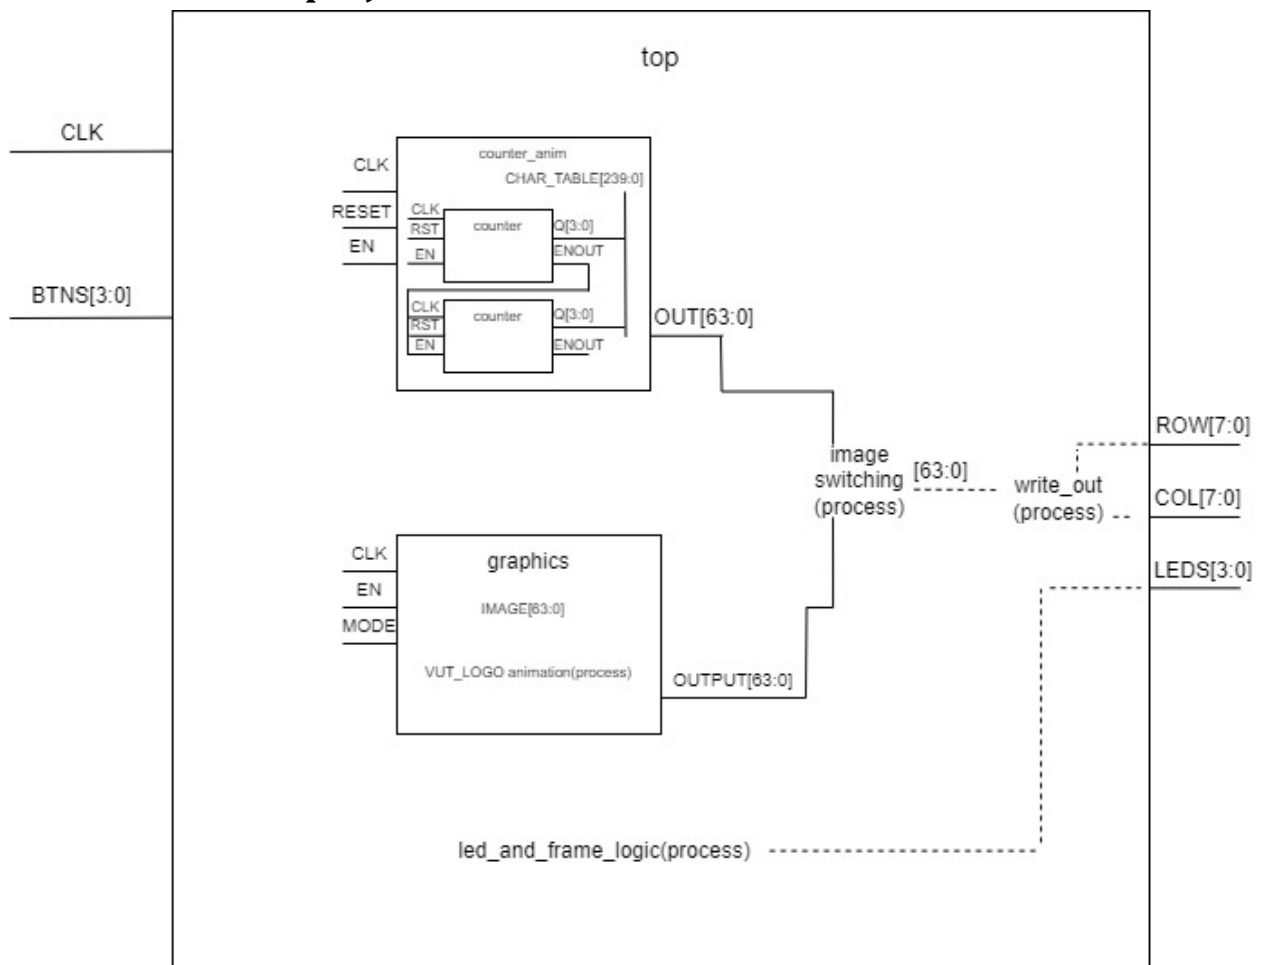 top
CLK
counter_anim
CLK
CHAR_TABLE[239:0]
RESET
CLK
RST
counter
Q[3:0]
EN
EN
ENOUT
BTNS[3:0]
CLK
RST
counter
Q[3:0]
EN
ENOUT
OUT[63:0]
image
switching
(process)
[63:0]
write_out
(process)
ROW[7:0]
COL[7:0]
LEDS[3:0]
CLK
graphics
EN
IMAGE[63:0]
MODE
VUT_LOGO animation(process)
OUTPUT[63:0]
led_and_frame_logic(process)